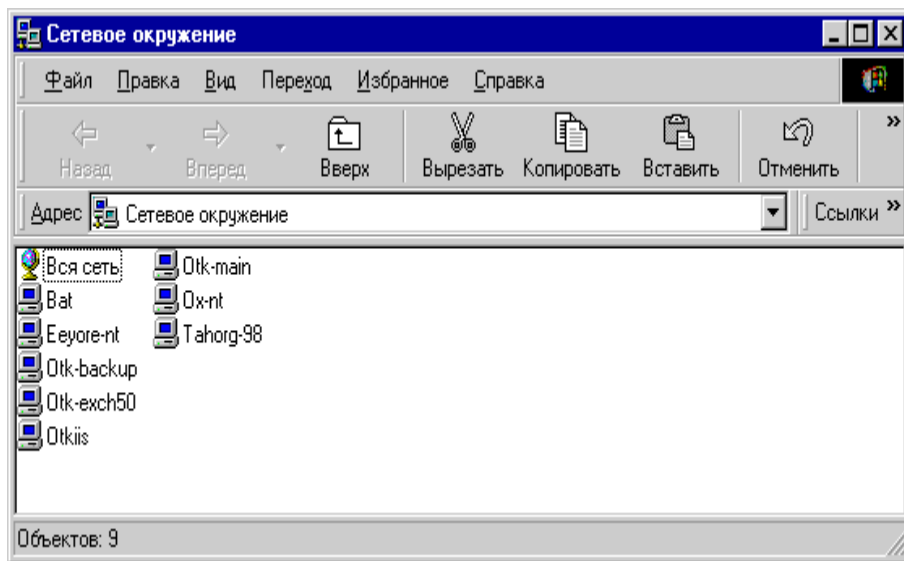 Сетевое окружение
Файл Правка Вид Переход Избранное Справка
Назад Вперед Вверх Вырезать Копировать Вставить Отменить »
Адрес Сетевое окружение Ссылки »
Вся сеть Otk-main
Bat Ox-nt
Eeyore-nt Tahorg-98
Otk-backup
Otk-exch50
Otkiis
Объектов: 9